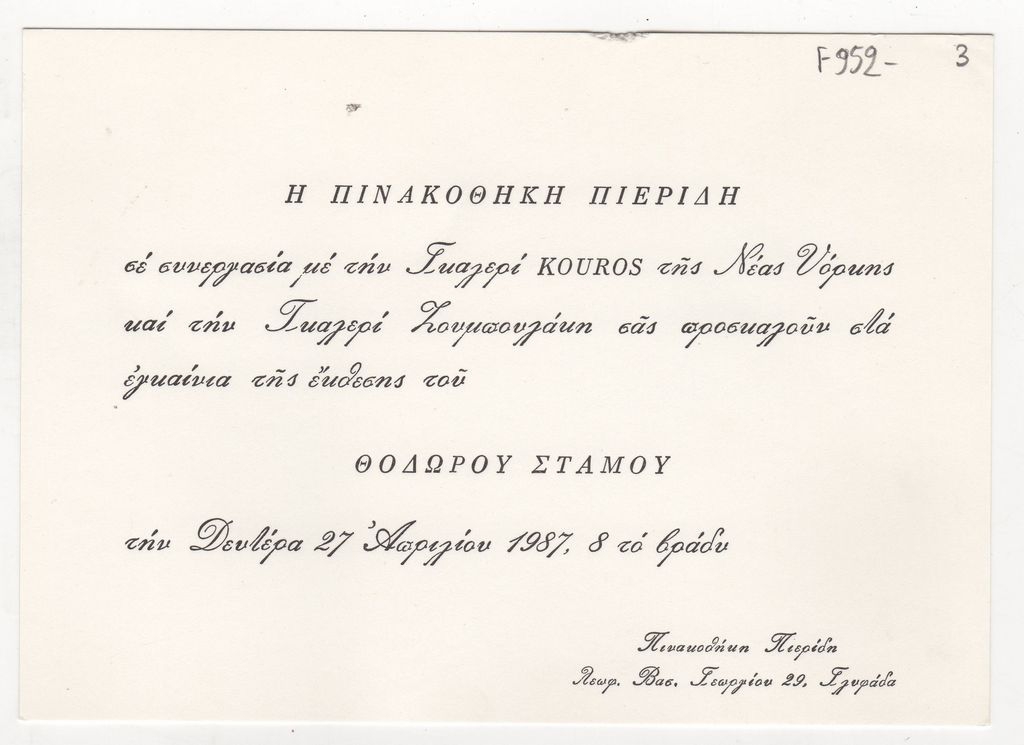 F952-
3
Η ΠΙΝΑΚΟΘΗΚΗ ΠΙΕΡΙΔΗ
σέ συνεργασία μέ τήν Γκαλερί KOUROS τῆς Νέας Υόρκης
καί τήν Γκαλερί Ζουμπουλάκη σᾶς προσκαλοῦν στά
ἐγκαίνια τῆς ἔκθεσης τοῦ
ΘΟΔΩΡΟΥ ΣΤΑΜΟΥ
τήν Δευτέρα 27 Ἀπριλίου 1987, 8 τό βράδυ
Πινακοθήκη Πιερίδη
Λεωφ. Βασ. Γεωργίου 29, Γλυφάδα